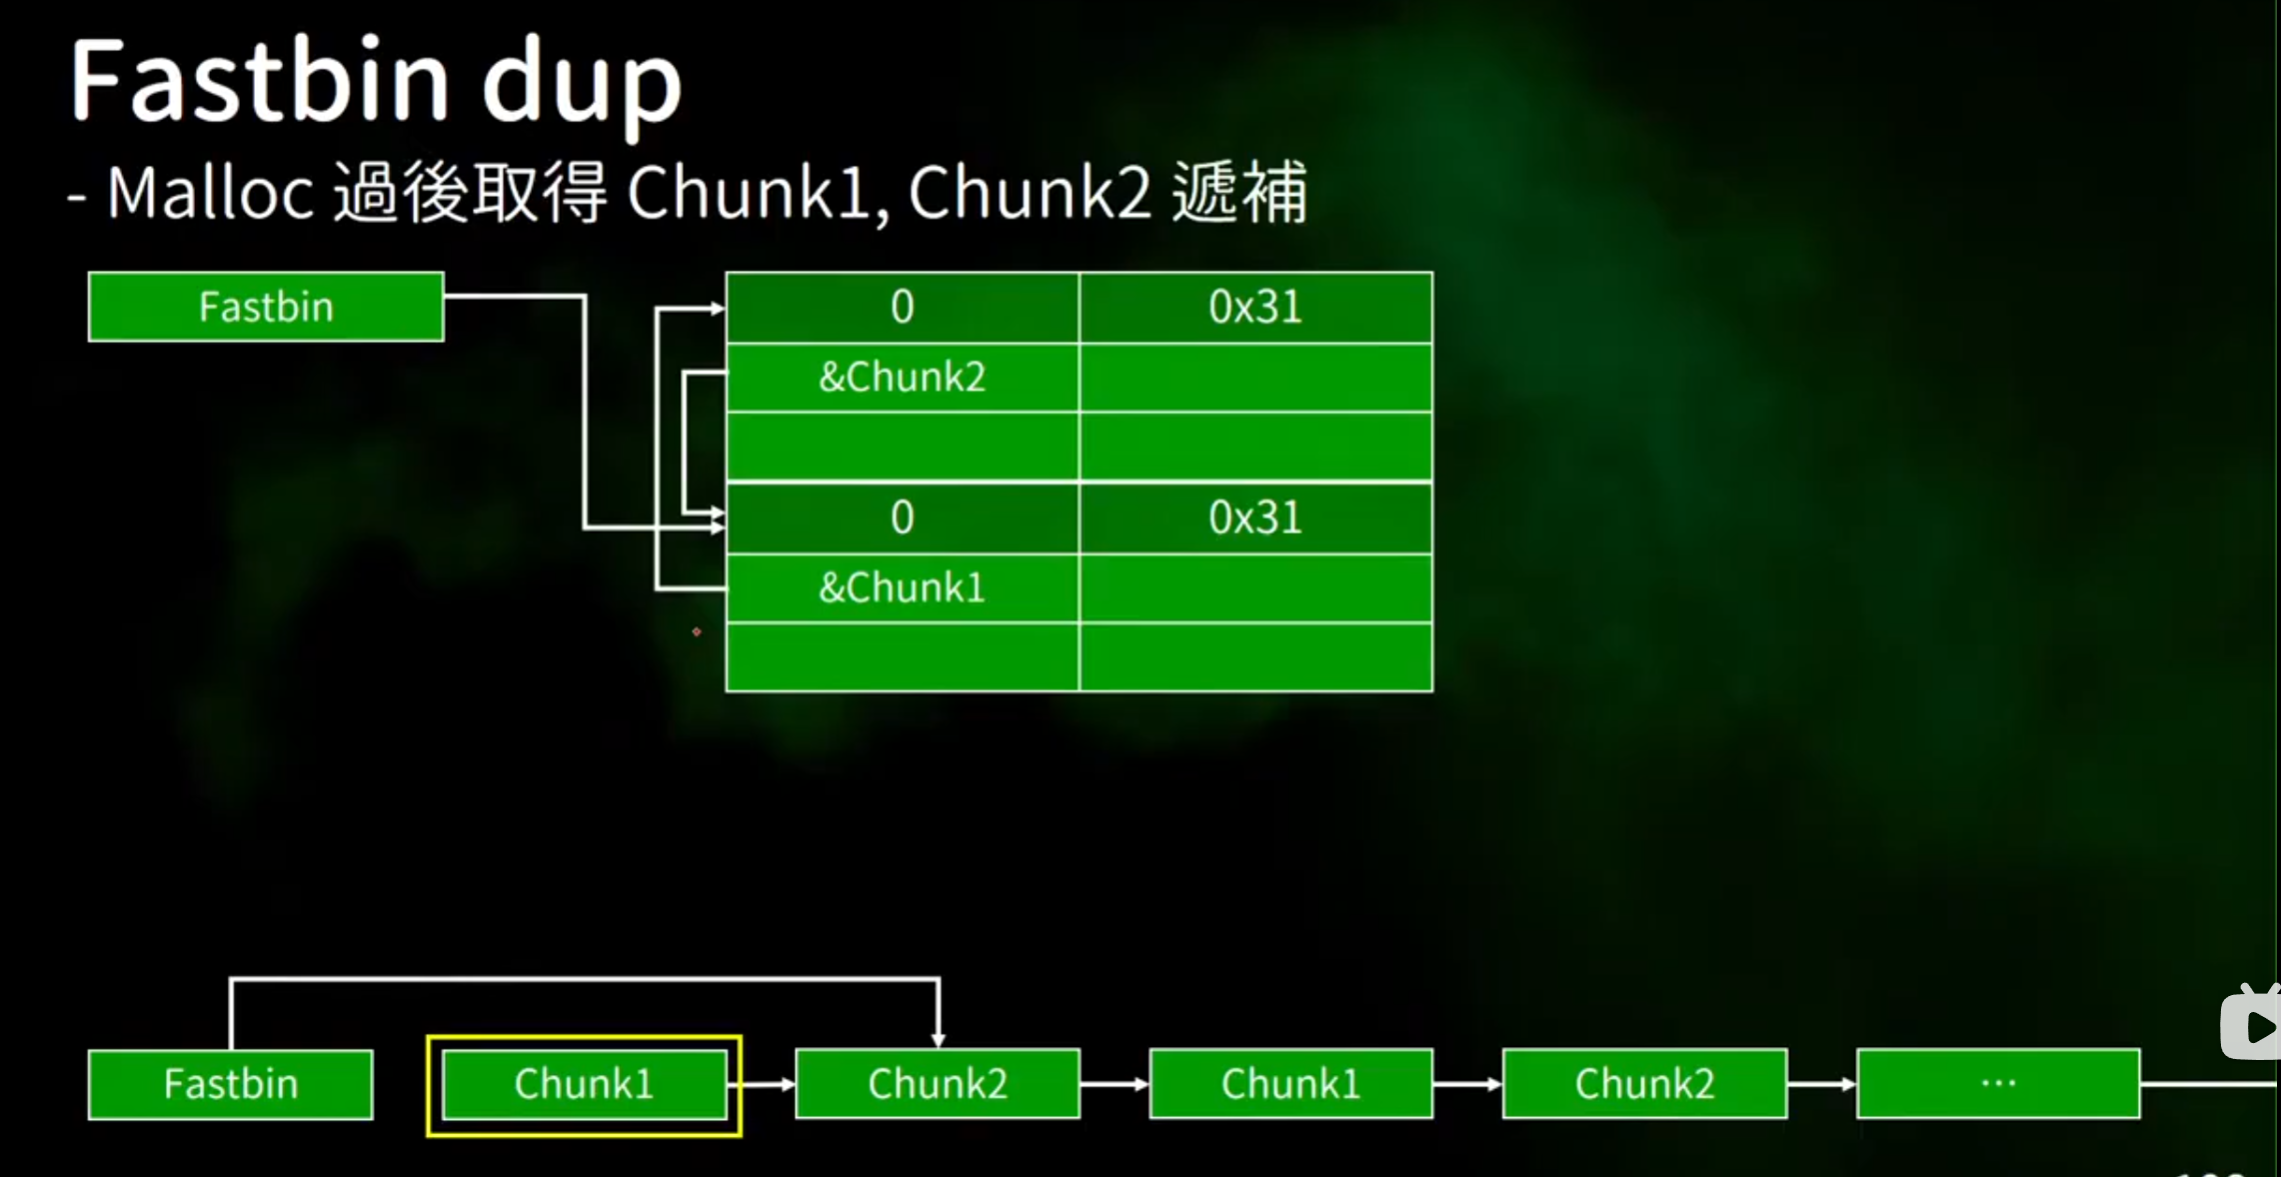 Fastbin dup
- Malloc 過後取得 Chunk1, Chunk2 遞補
Fastbin
0 0x31
&Chunk2
0 0x31
&Chunk1
Fastbin Chunk1 Chunk2 Chunk1 Chunk2 …